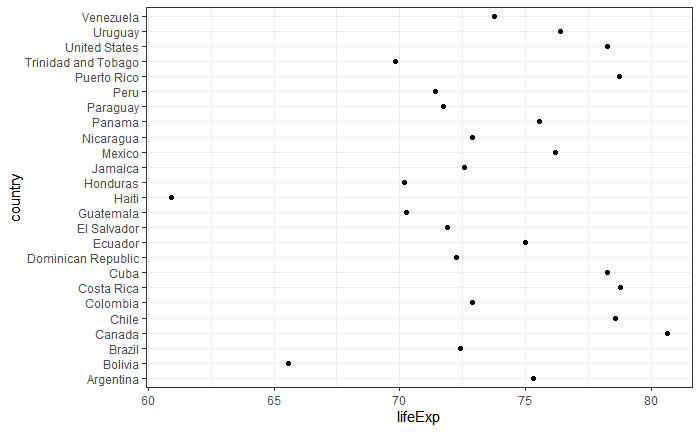 Venezuela
Uruguay
United States
Trinidad and Tobago
Puerto Rico
Peru
Paraguay
Panama
Nicaragua
Mexico
Jamaica
Honduras
Haiti
Guatemala
El Salvador
Ecuador
Dominican Republic
Cuba
Costa Rica
Colombia
Chile
Canada
Brazil
Bolivia
Argentina
country
60 65 70 75 80
lifeExp